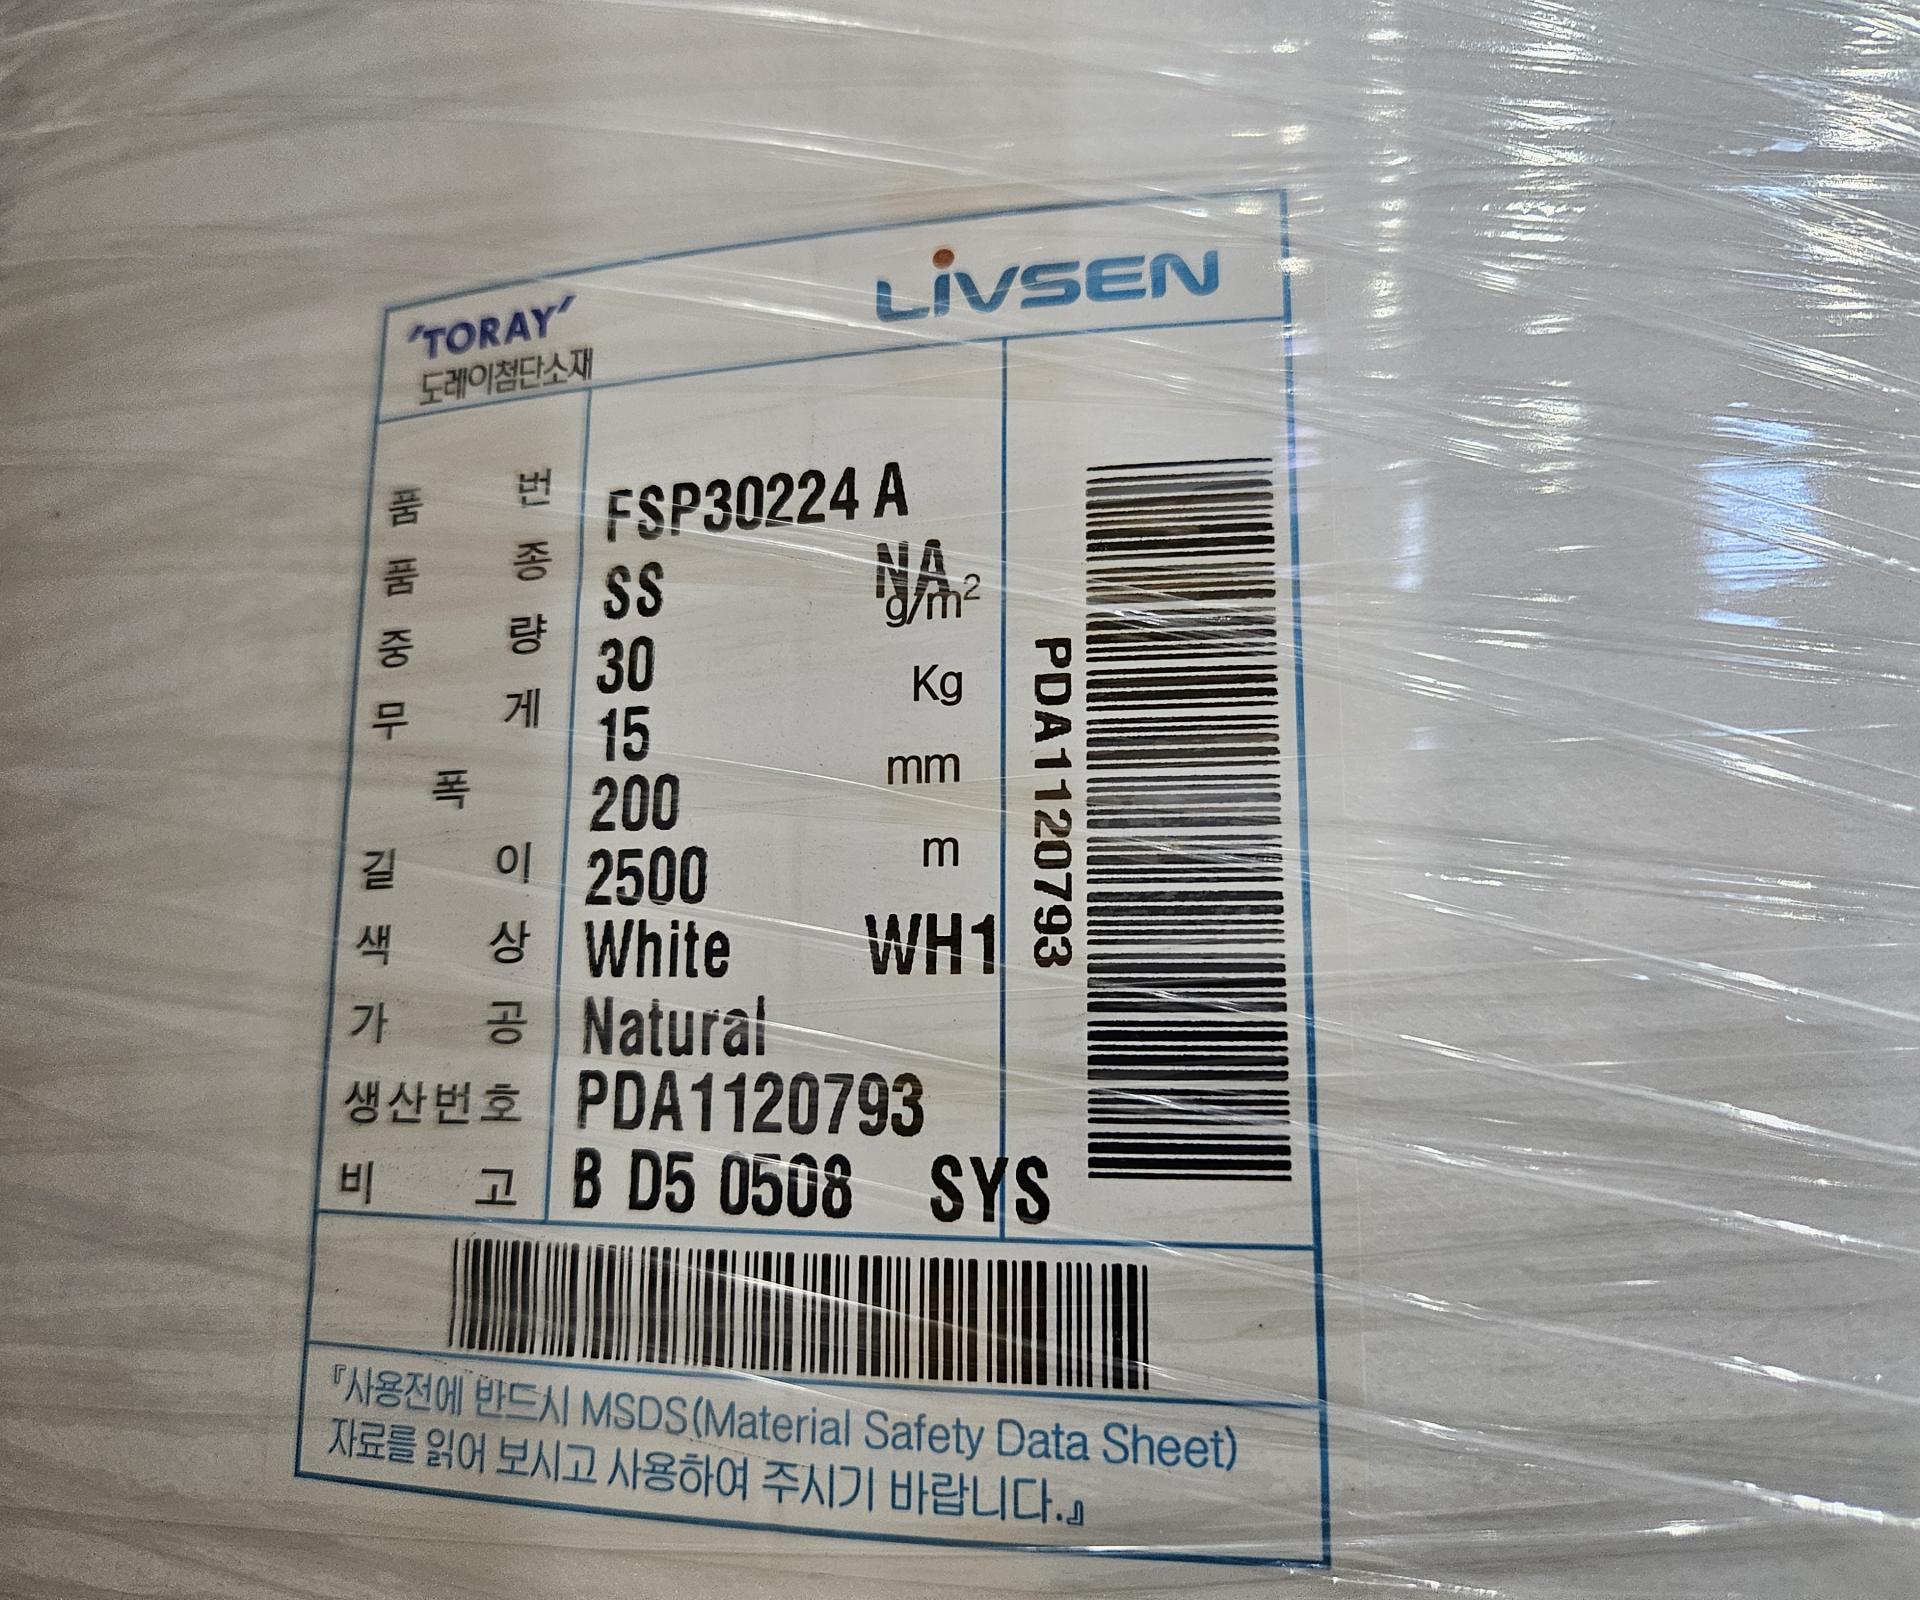 'TORAY'
도레이첨단소재
LIVSEN
품 번 FSP30224 A
품 종 SS NA
중 량 30 g/m²
무 게 15 Kg
폭 200 mm
길 이 2500 m
색 상 White WH1
가 공 Natural
생산번호 PDA1120793
비 고 B D5 0508 SYS
PDA1120793
『사용전에 반드시 MSDS(Material Safety Data Sheet)
자료를 읽어 보시고 사용하여 주시기 바랍니다.』